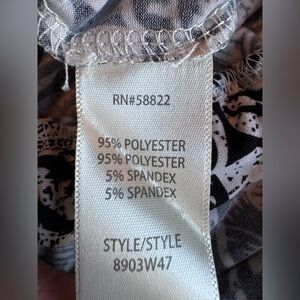 RN#58822
95% POLYESTER
95% POLYESTER
5% SPANDEX
5% SPANDEX
STYLE/STYLE
8903W47